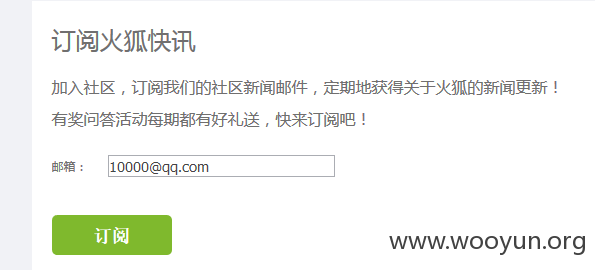 订阅火狐快讯
加入社区，订阅我们的社区新闻邮件，定期地获得关于火狐的新闻更新！
有奖问答活动每期都有好礼送，快来订阅吧！
邮箱： 10000@qq.com
订阅
www.wooyun.org